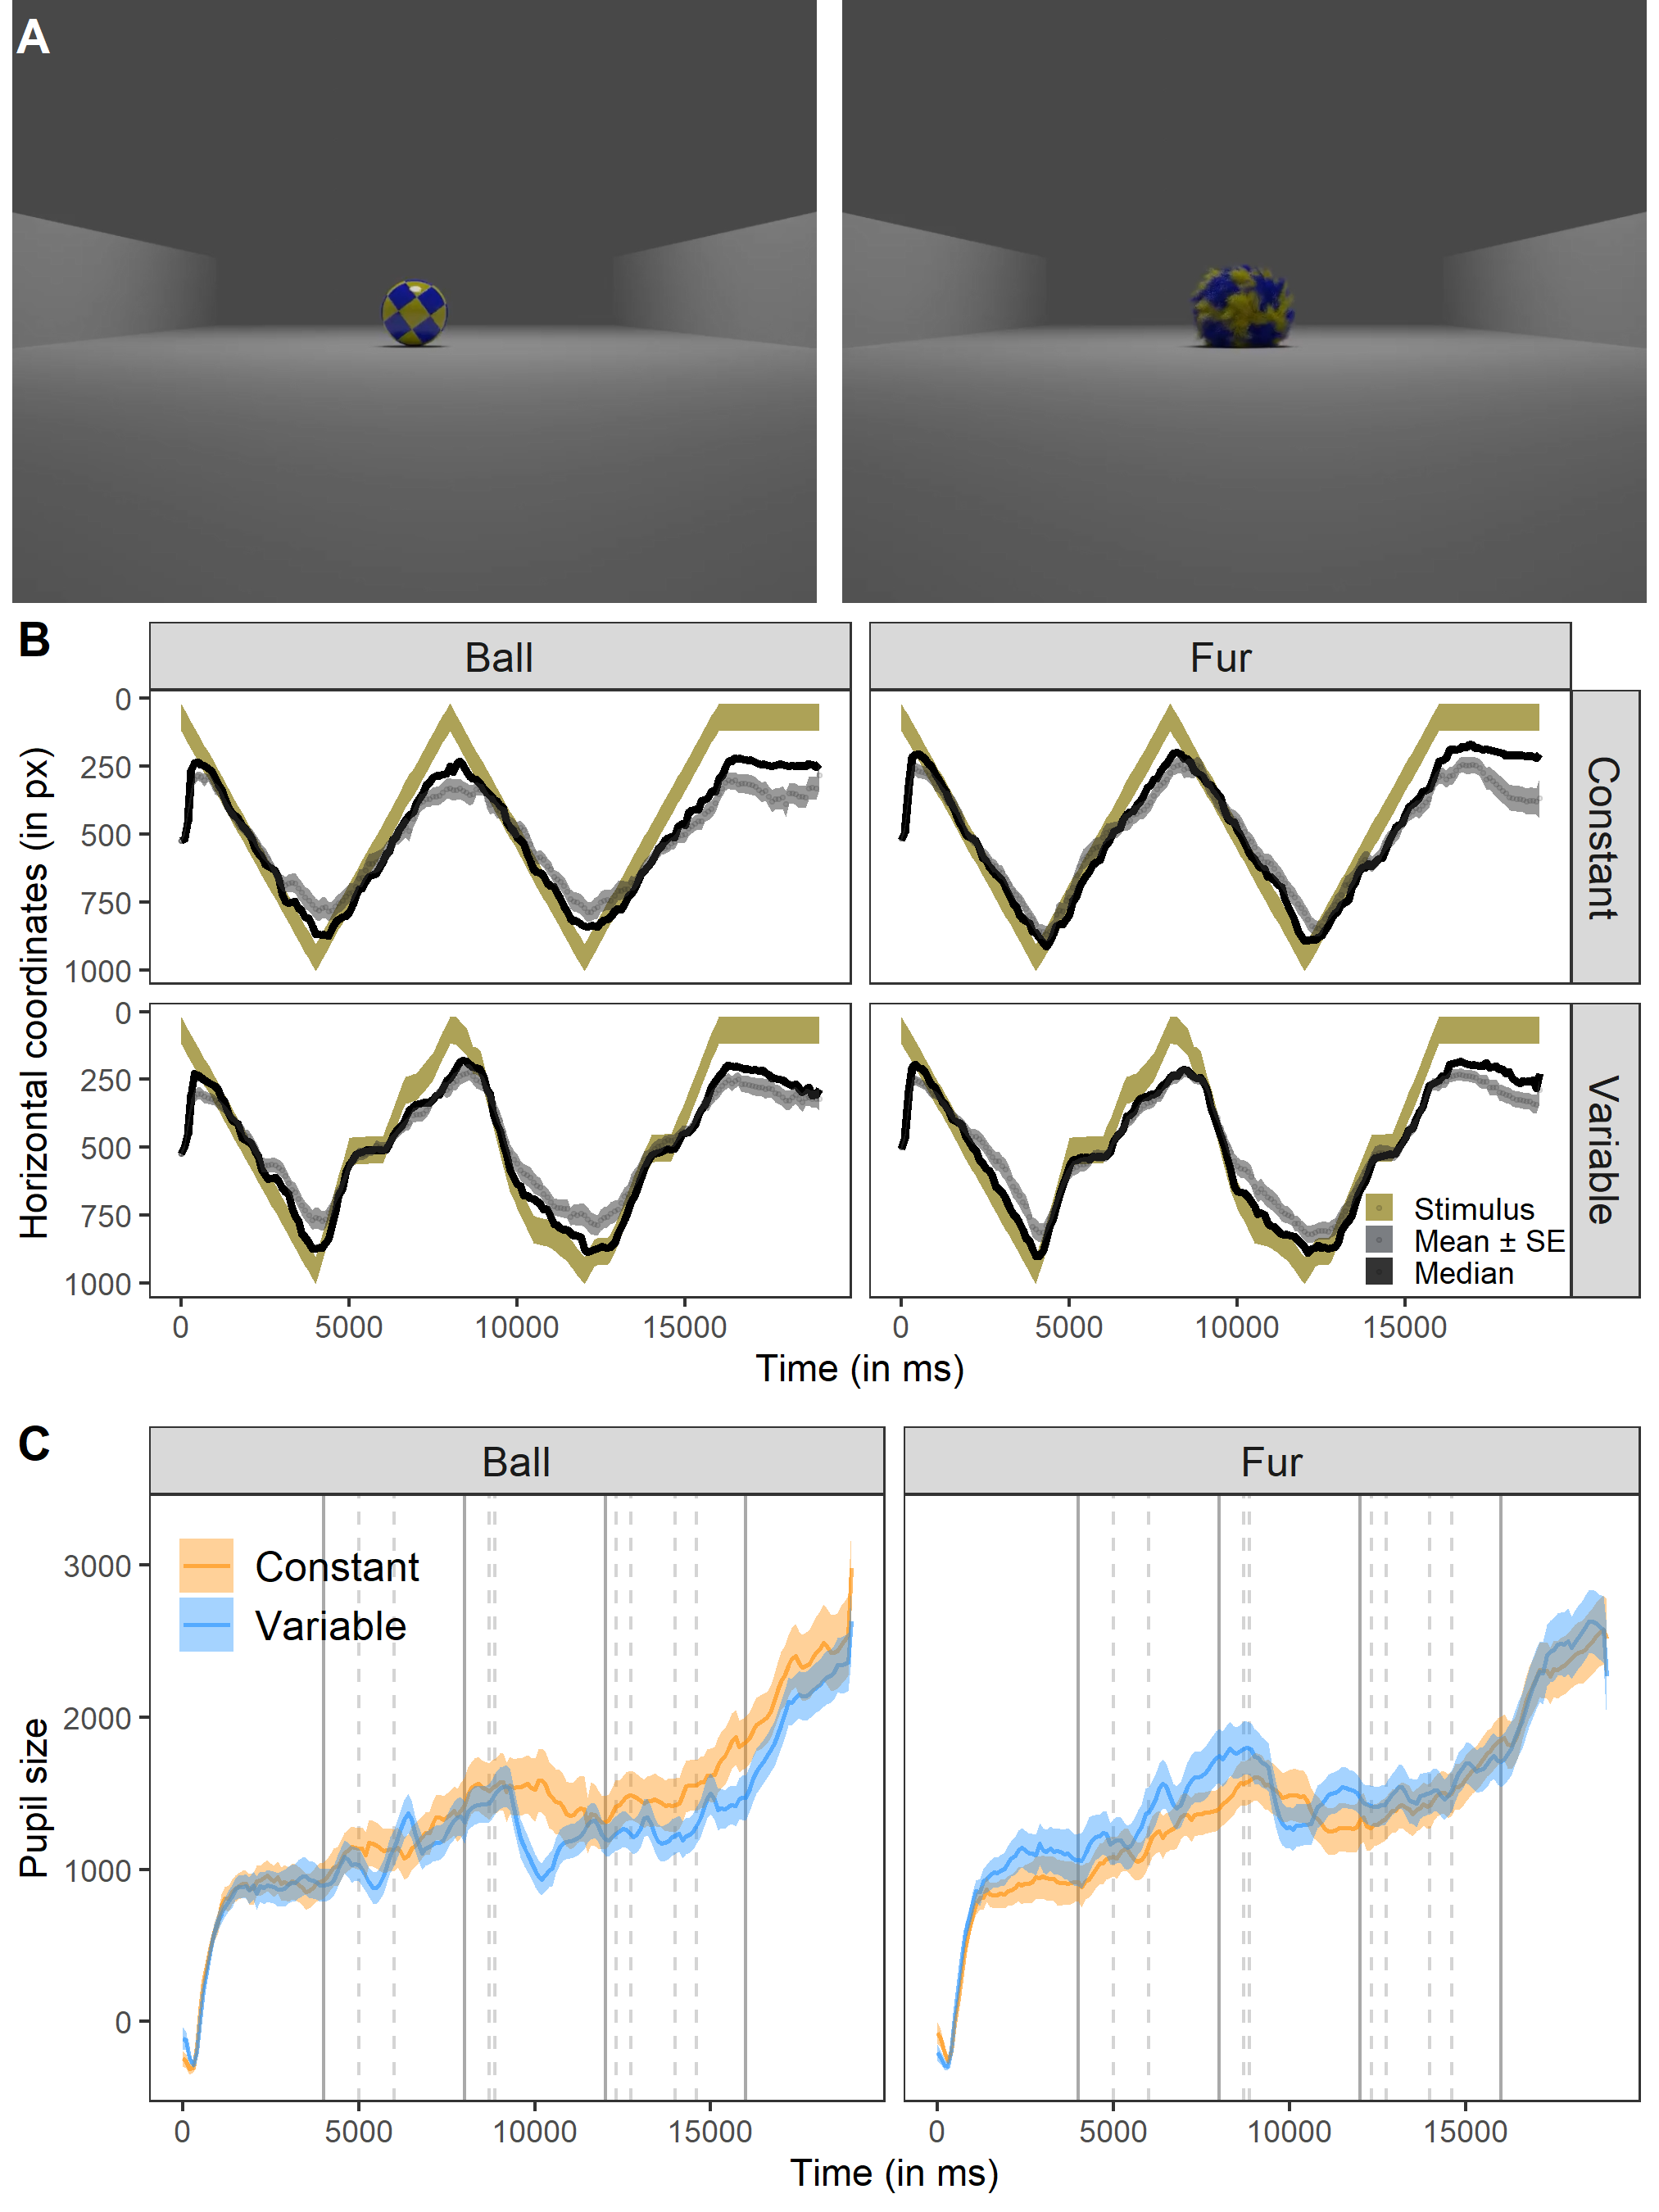 A
B
Ball
Fur
Horizontal coordinates (in px)
0
250
500
750
1000
Constant
0
250
500
750
1000
Variable
Stimulus
Mean ± SE
Median
0
5000
10000
15000
0
5000
10000
15000
Time (in ms)
C
Ball
Fur
Pupil size
3000
2000
1000
0
Constant
Variable
0
5000
10000
15000
0
5000
10000
15000
Time (in ms)